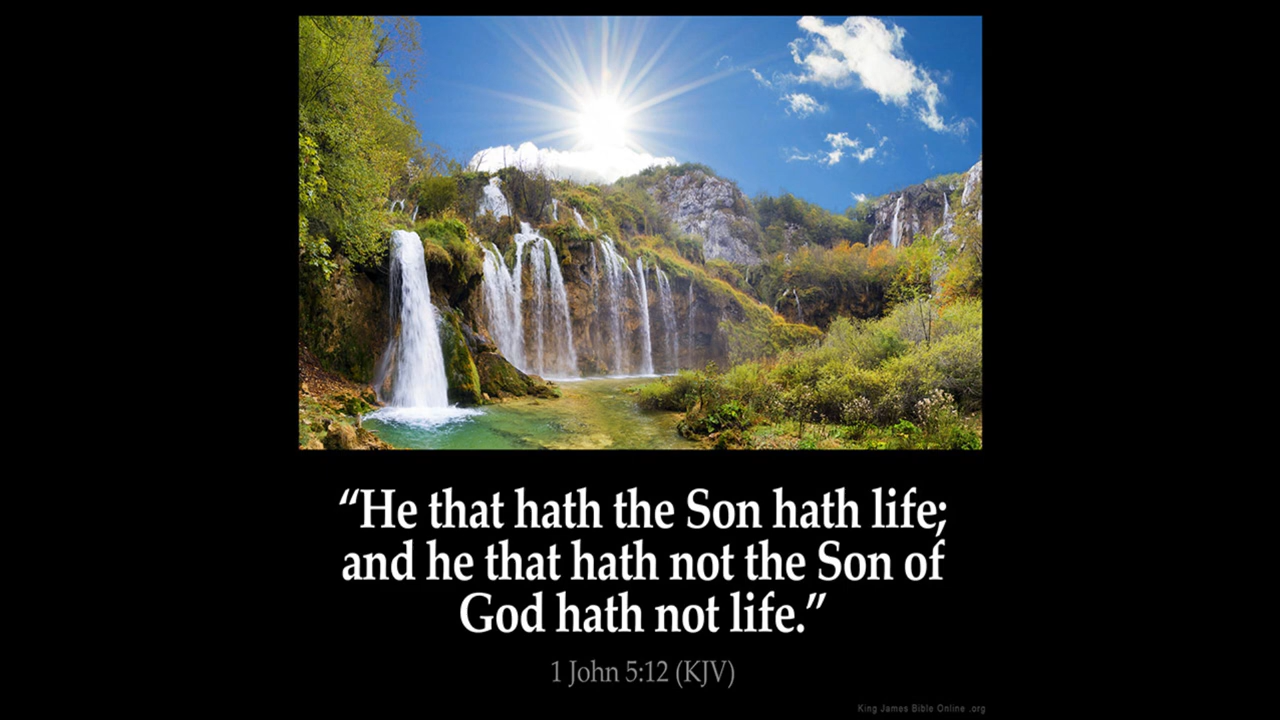 “He that hath the Son hath life;
and he that hath not the Son of
God hath not life.”
1 John 5:12 (KJV)
King James Bible Online .org